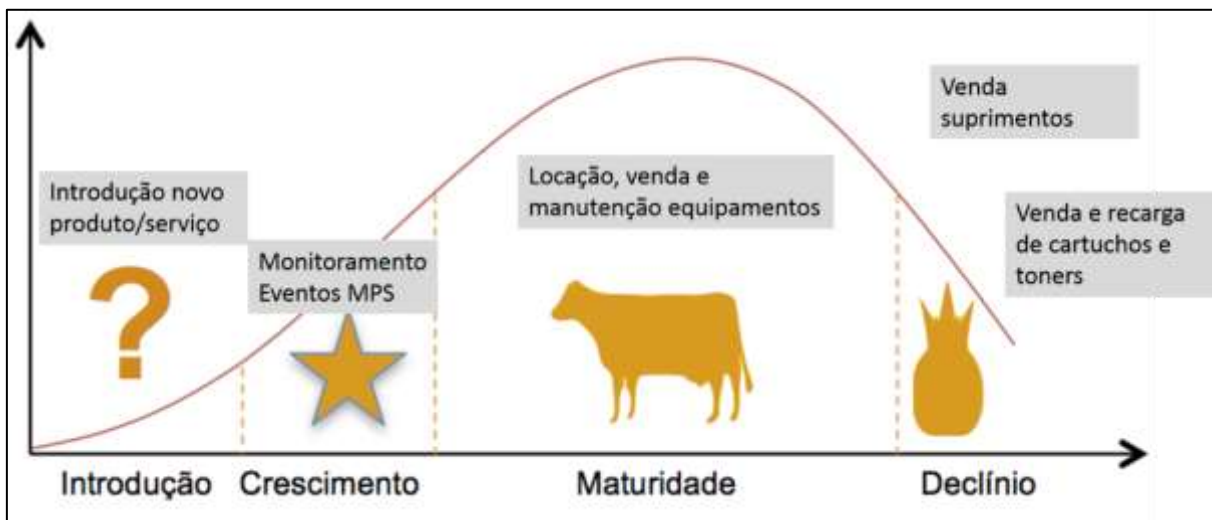 Venda
suprimentos
Introdução novo
produto/serviço
Locação, venda e
manutenção equipamentos
Venda e recarga
de cartuchos e
toners
Monitoramento
Eventos MPS
?
Introdução
Crescimento
Maturidade
Declínio